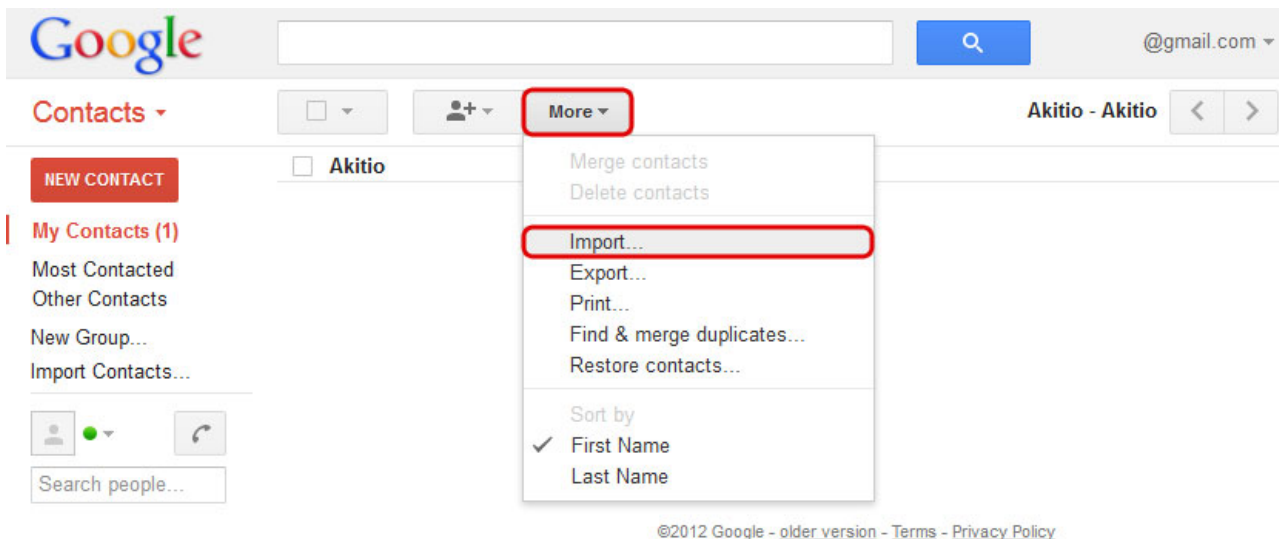 Google
@gmail.com
Contacts
More
Akitio - Akitio
NEW CONTACT
My Contacts (1)
Most Contacted
Other Contacts
New Group...
Import Contacts...
Search people...
Akitio
Merge contacts
Delete contacts
Import...
Export...
Print...
Find & merge duplicates...
Restore contacts...
Sort by
First Name
Last Name
©2012 Google - older version - Terms - Privacy Policy